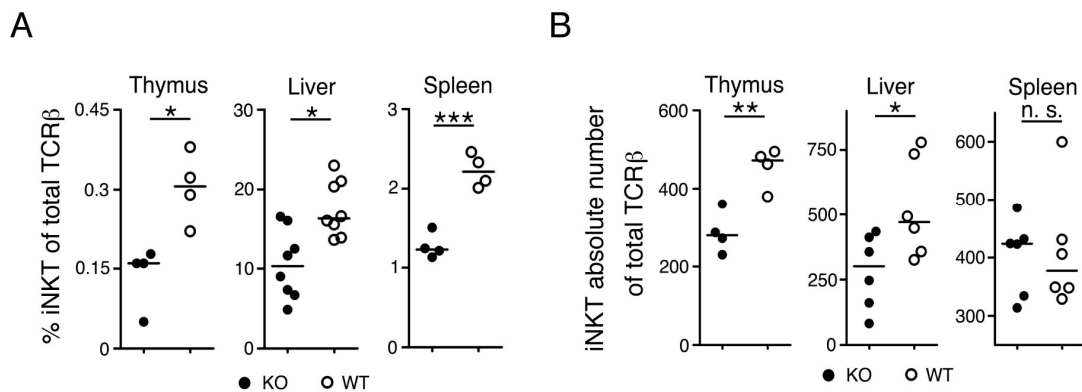 A
B
Thymus
Liver
Spleen
*
*
***
% iNKT of total TCRβ
0.45
0.3
0.15
0
30
20
10
0
3
2
1
0
KO
WT
Thymus
Liver
Spleen
**
*
n. s.
iNKT absolute number
of total TCRβ
600
400
200
0
750
500
250
0
600
500
400
300
KO
WT